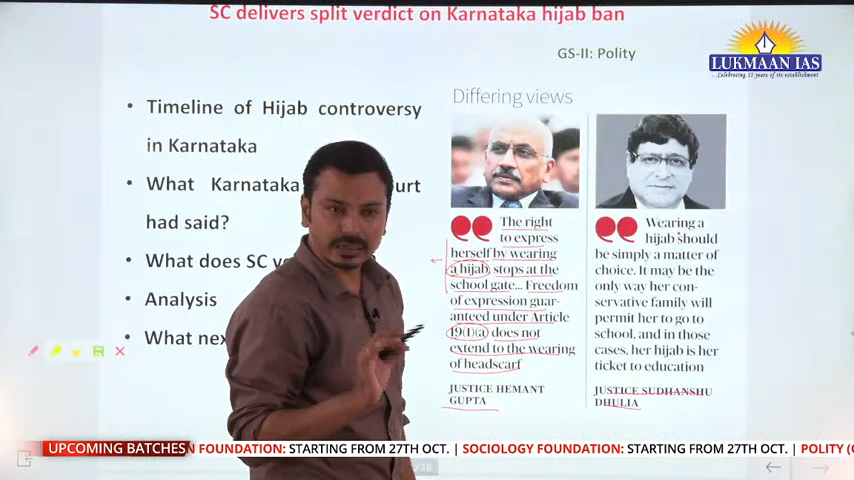 SC delivers split verdict on Karnataka hijab ban
GS-II: Polity
LUKMAAN IAS
...Celebrating 11 years of its establishment
• Timeline of Hijab controversy
in Karnataka
• What Karnataka
had said?
• What does SC
• Analysis
• What
Differing views
The right
to express
herself by wearing
a hijab stops at the
school gate... Freedom
of expression guar-
anteed under Article
19(1)(a) does not
extend to the wearing
of headscarf
JUSTICE HEMANT
GUPTA
Wearing a
hijab should
be simply a matter of
choice. It may be the
only way her con-
servative family will
permit her to go to
school, and in those
cases, her hijab is her
ticket to education
JUSTICE SUDHANSHU
DHULIA
UPCOMING BATCHES
N FOUNDATION: STARTING FROM 27TH OCT. | SOCIOLOGY FOUNDATION: STARTING FROM 27TH OCT. | POLITY (